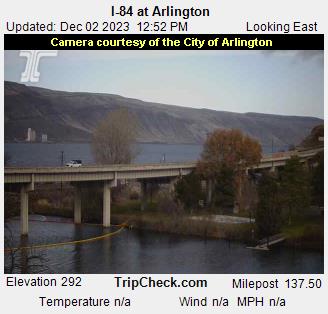 I-84 at Arlington
Updated: Dec 02 2023 12:52 PM Looking East
Camera courtesy of the City of Arlington
Elevation 292 TripCheck.com Milepost 137.50
Temperature n/a Wind n/a MPH n/a